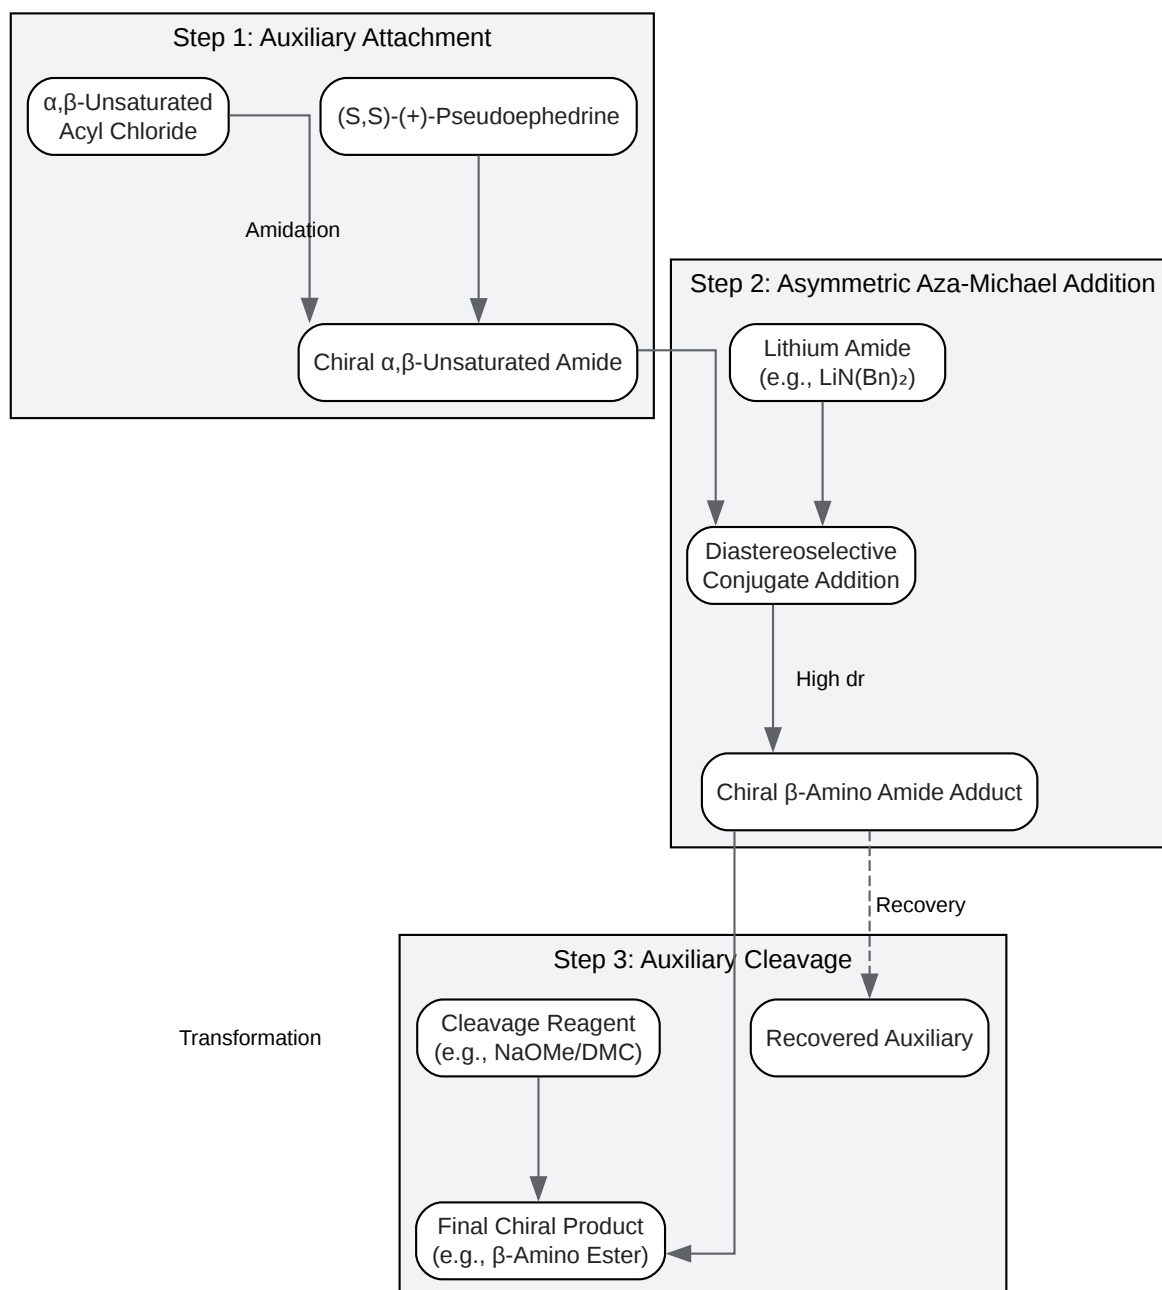 Step 1: Auxiliary Attachment
α,β-Unsaturated
Acyl Chloride
(S,S)-(+)-Pseudoephedrine
Amidation
Chiral α,β-Unsaturated Amide
Step 2: Asymmetric Aza-Michael Addition
Lithium Amide
(e.g., LiN(Bn)₂)
Diastereoselective
Conjugate Addition
High dr
Chiral β-Amino Amide Adduct
Recovery
Step 3: Auxiliary Cleavage
Cleavage Reagent
(e.g., NaOMe/DMC)
Recovered Auxiliary
Transformation
Final Chiral Product
(e.g., β-Amino Ester)